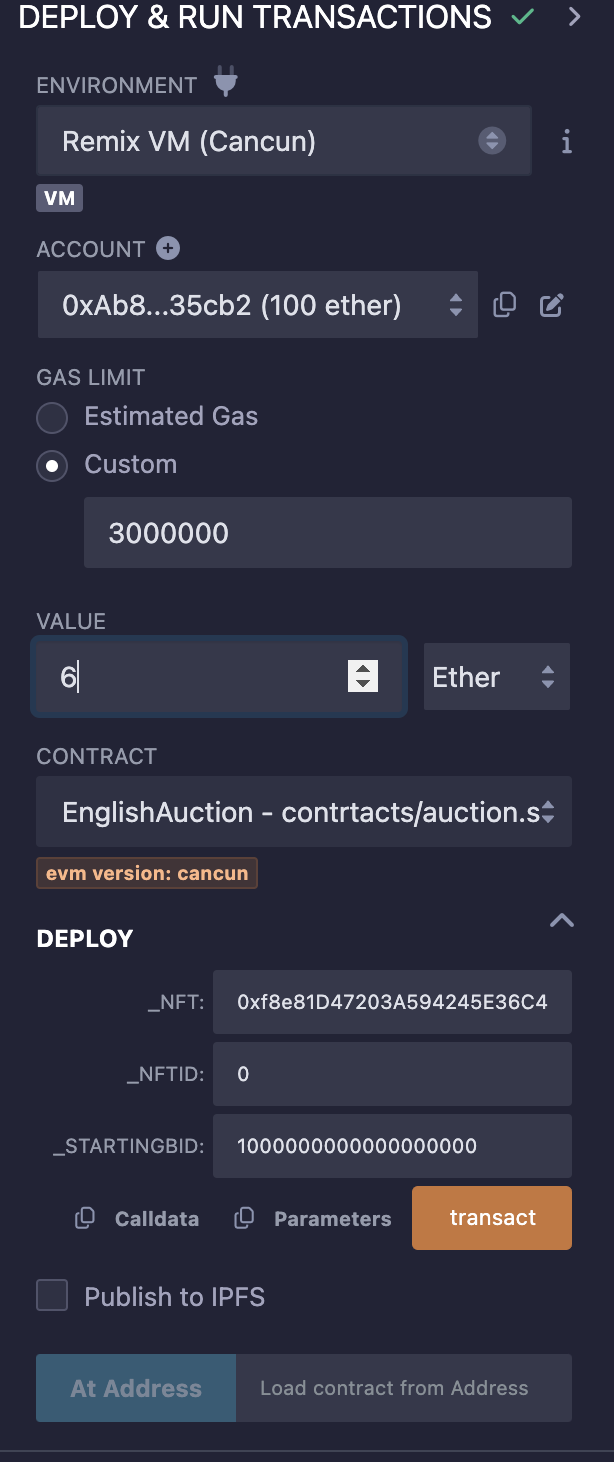 DEPLOY & RUN TRANSACTIONS
ENVIRONMENT
Remix VM (Cancun)
VM
ACCOUNT
0xAb8...35cb2 (100 ether)
GAS LIMIT
Estimated Gas
Custom
3000000
VALUE
6 Ether
CONTRACT
EnglishAuction - contrtacts/auction.s
evm version: cancun
DEPLOY
_NFT: 0xf8e81D47203A594245E36C4
_NFTID: 0
_STARTINGBID: 1000000000000000000
Calldata Parameters transact
Publish to IPFS
At Address Load contract from Address